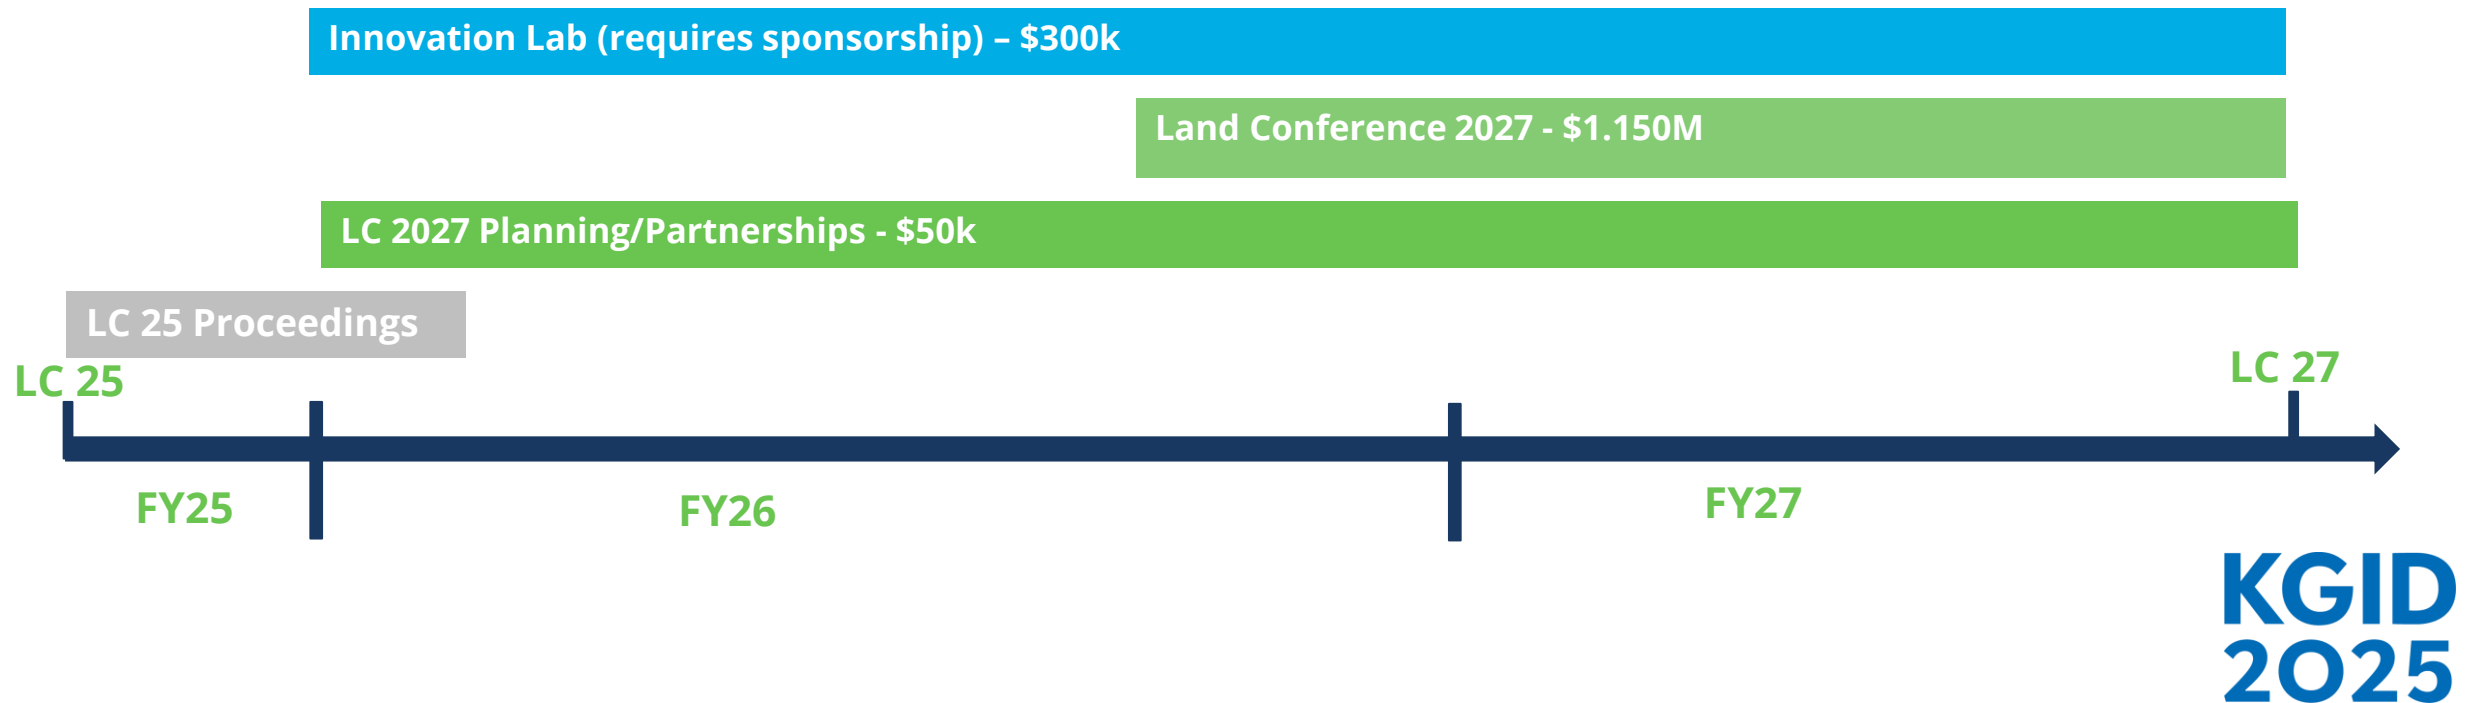 Innovation Lab (requires sponsorship) – $300k
Land Conference 2027 - $1.150M
LC 2027 Planning/Partnerships - $50k
LC 25 Proceedings
LC 25
LC 27
FY25
FY26
FY27
KGID
2025